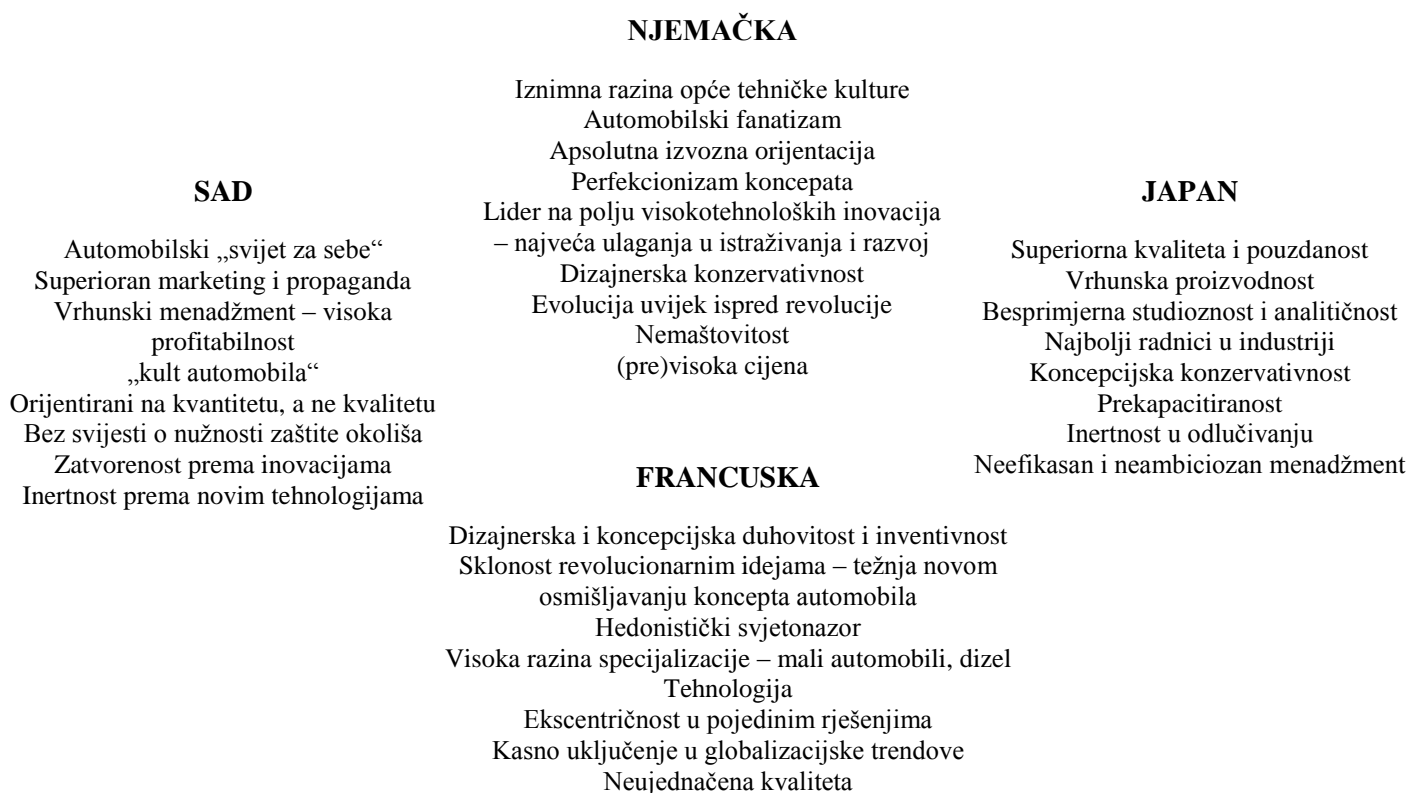 NJEMAČKA
Iznimna razina opće tehničke kulture
Automobilski fanatizam
Apsolutna izvozna orijentacija
Perfekcionizam koncepata
Lider na polju visokotehnoloških inovacija
– najveća ulaganja u istraživanja i razvoj
Dizajnerska konzervativnost
Evolucija uvijek ispred revolucije
Nemaštovitost
(pre)visoka cijena
SAD
Automobilski „svijet za sebe“
Superioran marketing i propaganda
Vrhunski menadžment – visoka
profitabilnost
„kult automobila“
Orijentirani na kvantitetu, a ne kvalitetu
Bez svijesti o nužnosti zaštite okoliša
Zatvorenost prema inovacijama
Inertnost prema novim tehnologijama
JAPAN
Superiorna kvaliteta i pouzdanost
Vrhunska proizvodnost
Besprimjerna studioznost i analitičnost
Najbolji radnici u industriji
Koncepcijska konzervativnost
Prekapacitiranost
Inertnost u odlučivanju
Neefikasan i neambiciozan menadžment
FRANCUSKA
Dizajnerska i koncepcijska duhovitost i inventivnost
Sklonost revolucionarnim idejama – težnja novom
osmišljavanju koncepta automobila
Hedonistički svjetonazor
Visoka razina specijalizacije – mali automobili, dizel
Tehnologija
Ekscentričnost u pojedinim rješenjima
Kasno uključenje u globalizacijske trendove
Neujednačena kvaliteta